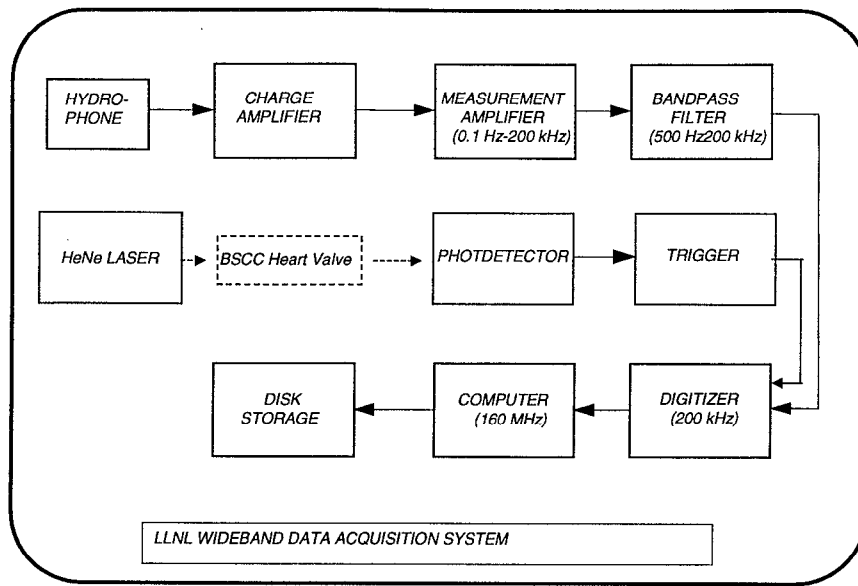 HYDRO-
PHONE
CHARGE
AMPLIFIER
MEASUREMENT
AMPLIFIER
(0.1 Hz-200 kHz)
BANDPASS
FILTER
(500 Hz200 kHz)
HeNe LASER
BSCC Heart Valve
PHOTDETECTOR
TRIGGER
DISK
STORAGE
COMPUTER
(160 MHz)
DIGITIZER
(200 kHz)
LLNL WIDEBAND DATA ACQUISITION SYSTEM